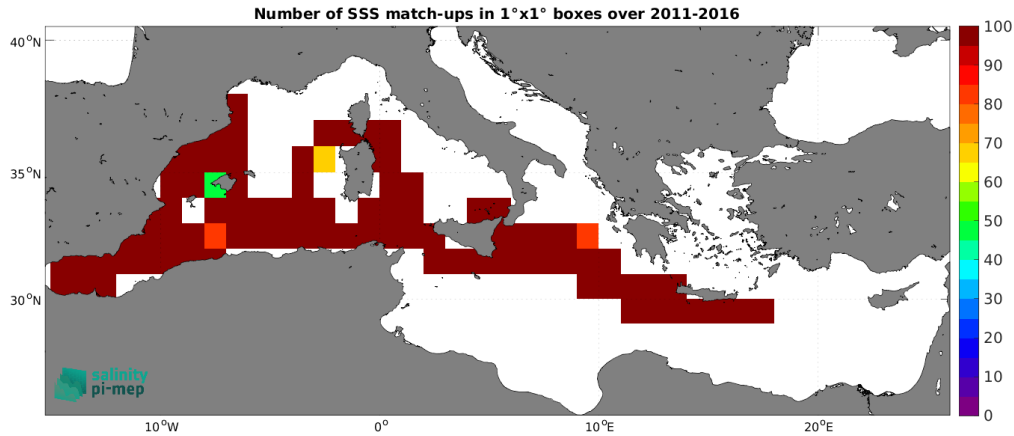 Number of SSS match-ups in 1°x1° boxes over 2011-2016
40°N
35°N
30°N
10°W
0°
10°E
20°E
100
90
80
70
60
50
40
30
20
10
0
salinity
pi-mep